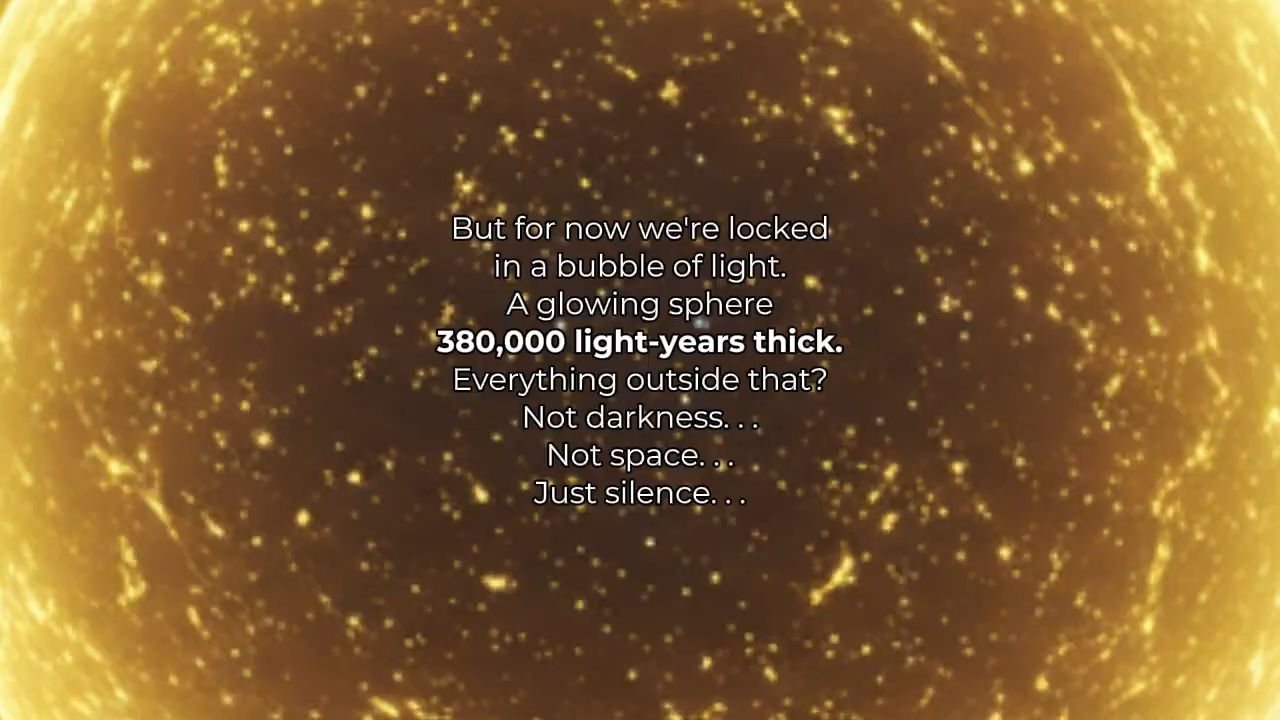 But for now we're locked
in a bubble of light.
A glowing sphere
380,000 light-years thick.
Everything outside that?
Not darkness. . .
Not space. . .
Just silence. . .